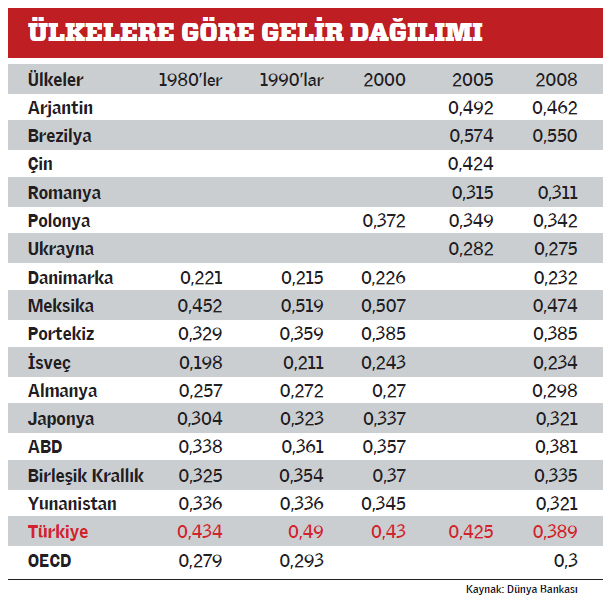 ÜLKELERE GÖRE GELİR DAĞILIMI
Ülkeler 1980'ler 1990'lar 2000 2005 2008
Arjantin 0,492 0,462
Brezilya 0,574 0,550
Çin 0,424
Romanya 0,315 0,311
Polonya 0,372 0,349 0,342
Ukrayna 0,282 0,275
Danimarka 0,221 0,215 0,226 0,232
Meksika 0,452 0,519 0,507 0,474
Portekiz 0,329 0,359 0,385 0,385
İsveç 0,198 0,211 0,243 0,234
Almanya 0,257 0,272 0,27 0,298
Japonya 0,304 0,323 0,337 0,321
ABD 0,338 0,361 0,357 0,381
Birleşik Krallık 0,325 0,354 0,37 0,335
Yunanistan 0,336 0,336 0,345 0,321
Türkiye 0,434 0,49 0,43 0,425 0,389
OECD 0,279 0,293 0,3
Kaynak: Dünya Bankası